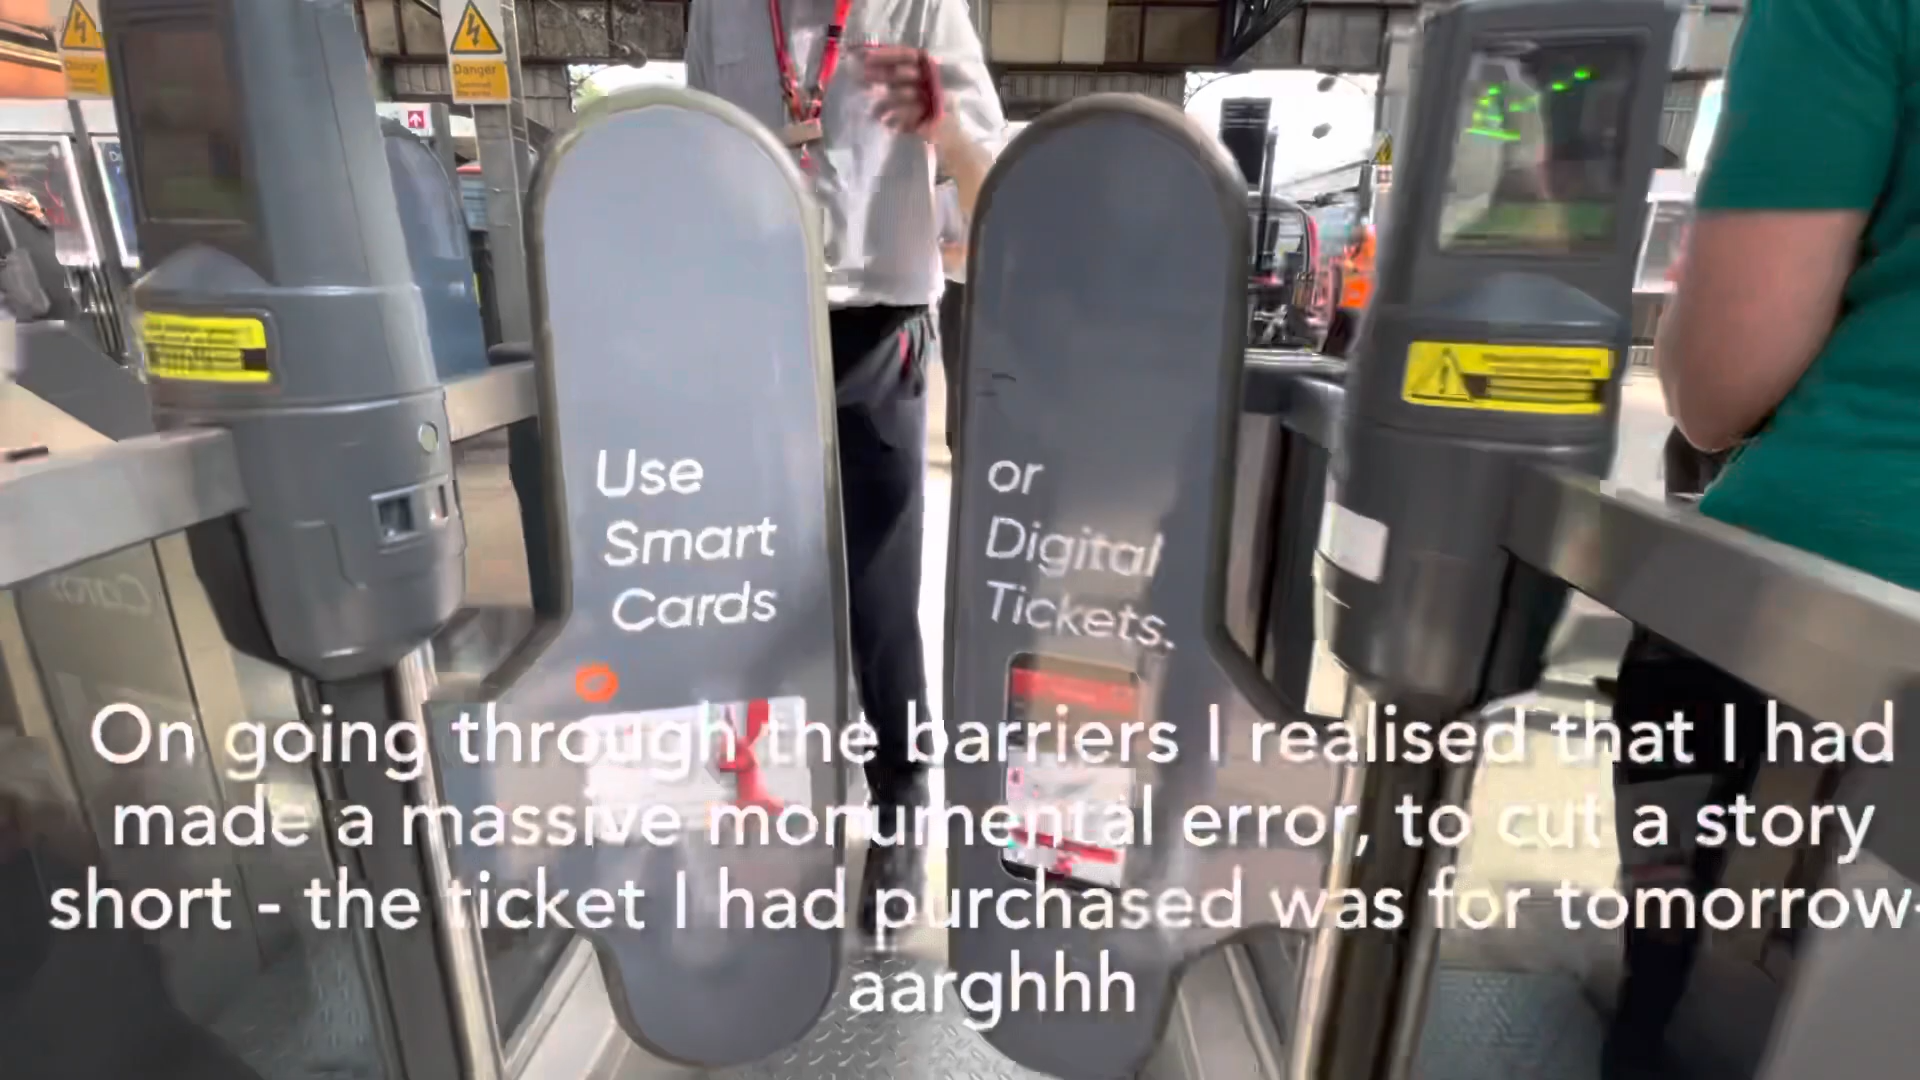 Danger
Use
Smart
Cards
or
Digital
Tickets.
On going through the barriers I realised that I had
made a massive monumental error, to cut a story
short - the ticket I had purchased was for tomorrow-
aarghhh